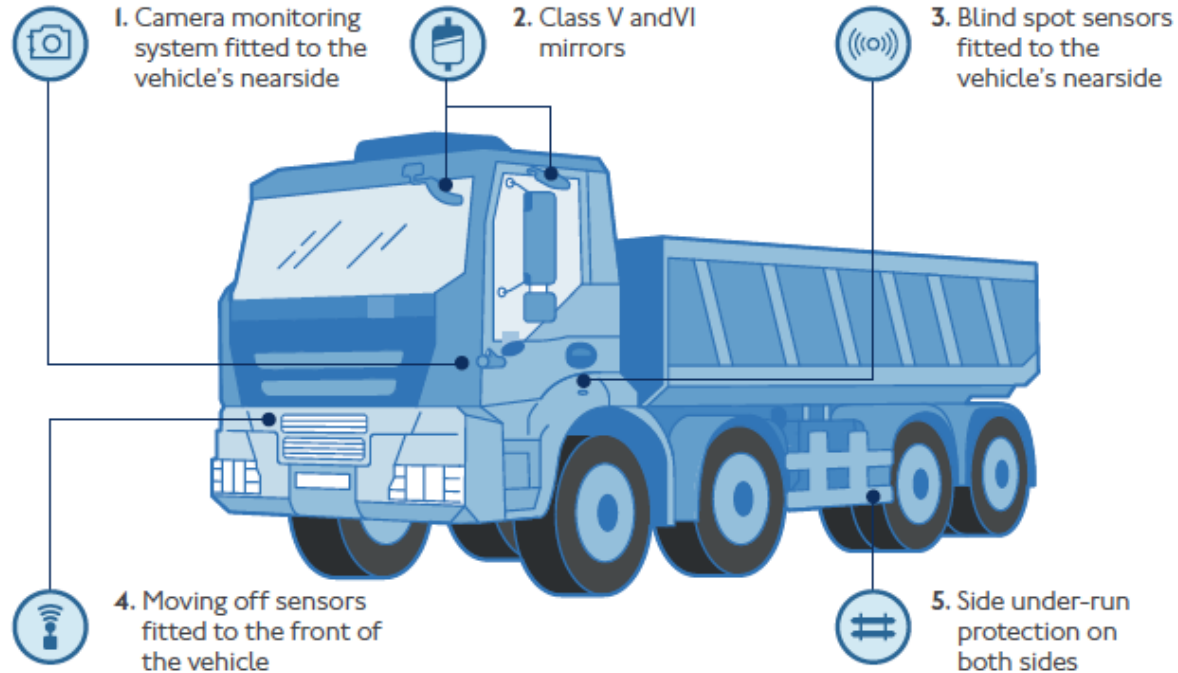 1. Camera monitoring
system fitted to the
vehicle's nearside
2. Class V andVI
mirrors
3. Blind spot sensors
fitted to the
vehicle's nearside
4. Moving off sensors
fitted to the front of
the vehicle
5. Side under-run
protection on
both sides